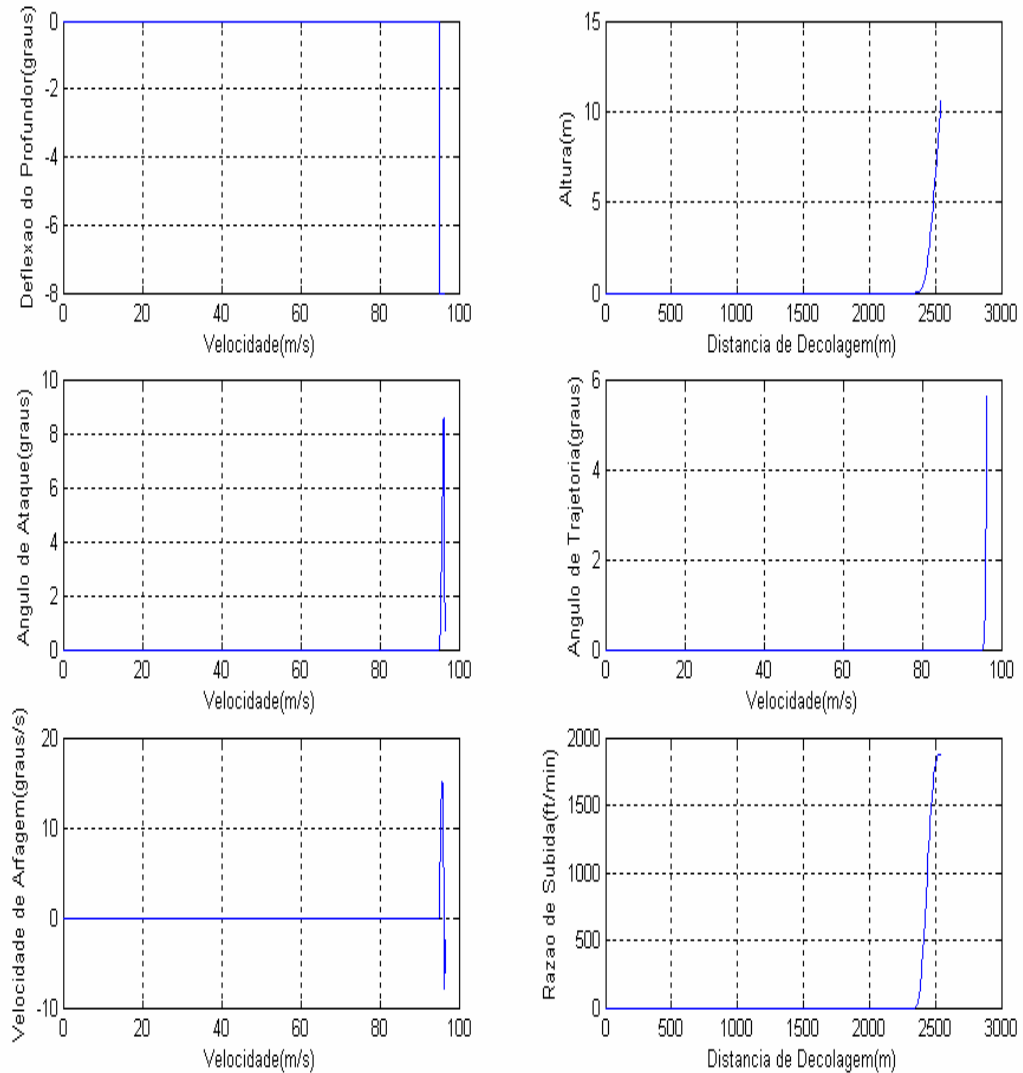 Deflexao do Profundor(graus)
0
-2
-4
-6
-8
0 20 40 60 80 100
Velocidade(m/s)
Altura(m)
15
10
5
0
0 500 1000 1500 2000 2500 3000
Distancia de Decolagem(m)
Angulo de Ataque(graus)
10
8
6
4
2
0
0 20 40 60 80 100
Velocidade(m/s)
Angulo de Trajetoria(graus)
6
4
2
0
0 20 40 60 80 100
Velocidade(m/s)
Velocidade de Arfagem(graus/s)
20
10
0
-10
0 20 40 60 80 100
Velocidade(m/s)
Razao de Subida(ft/min)
2000
1500
1000
500
0
0 500 1000 1500 2000 2500 3000
Distancia de Decolagem(m)